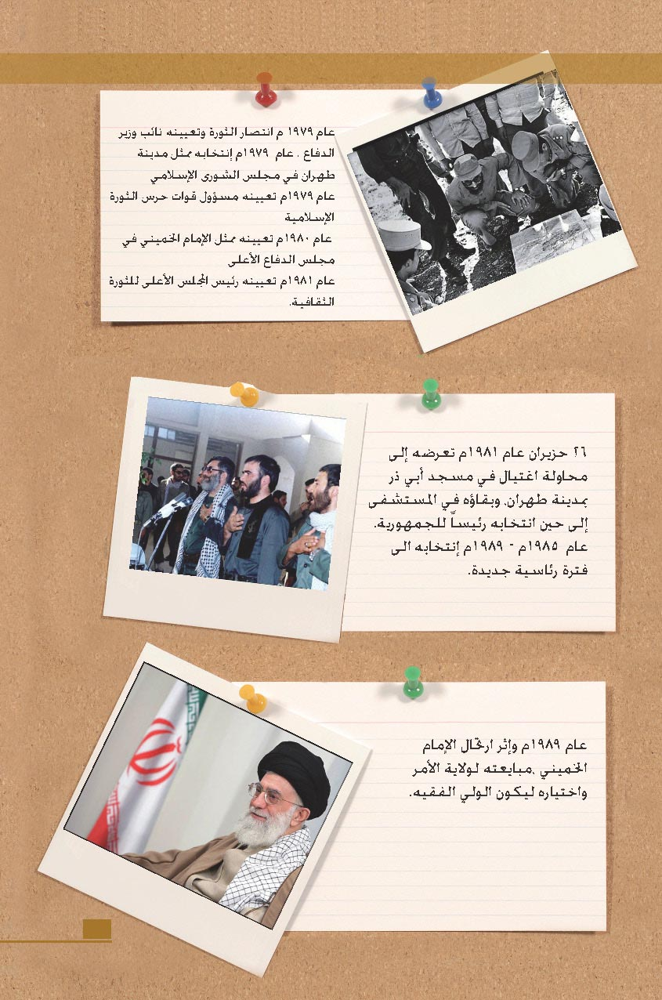 عام ١٩٧٩ م انتصار الثورة وتعيينه نائب وزير
الدفاع . عام ١٩٧٩م إنتخابه ممثل مدينة
طهران في مجلس الشورى الإسلامي
عام ١٩٧٩م تعيينه مسؤول قوات حرس الثورة
الإسلامية
عام ١٩٨٠م تعيينه ممثل الإمام الخميني في
مجلس الدفاع الأعلى
عام ١٩٨١م تعيينه رئيس المجلس الأعلى للثورة
الثقافية.
٢٦ حزيران عام ١٩٨١م تعرضه إلى
محاولة اغتيال في مسجد أبي ذر
بمدينة طهران، وبقاؤه في المستشفى
إلى حين انتخابه رئيساً للجمهورية.
عام ١٩٨٥م - ١٩٨٩م إنتخابه الى
فترة رئاسية جديدة.
عام ١٩٨٩م وإثر ارتحال الإمام
الخميني ،مبايعته لولاية الأمر
واختياره ليكون الولي الفقيه.